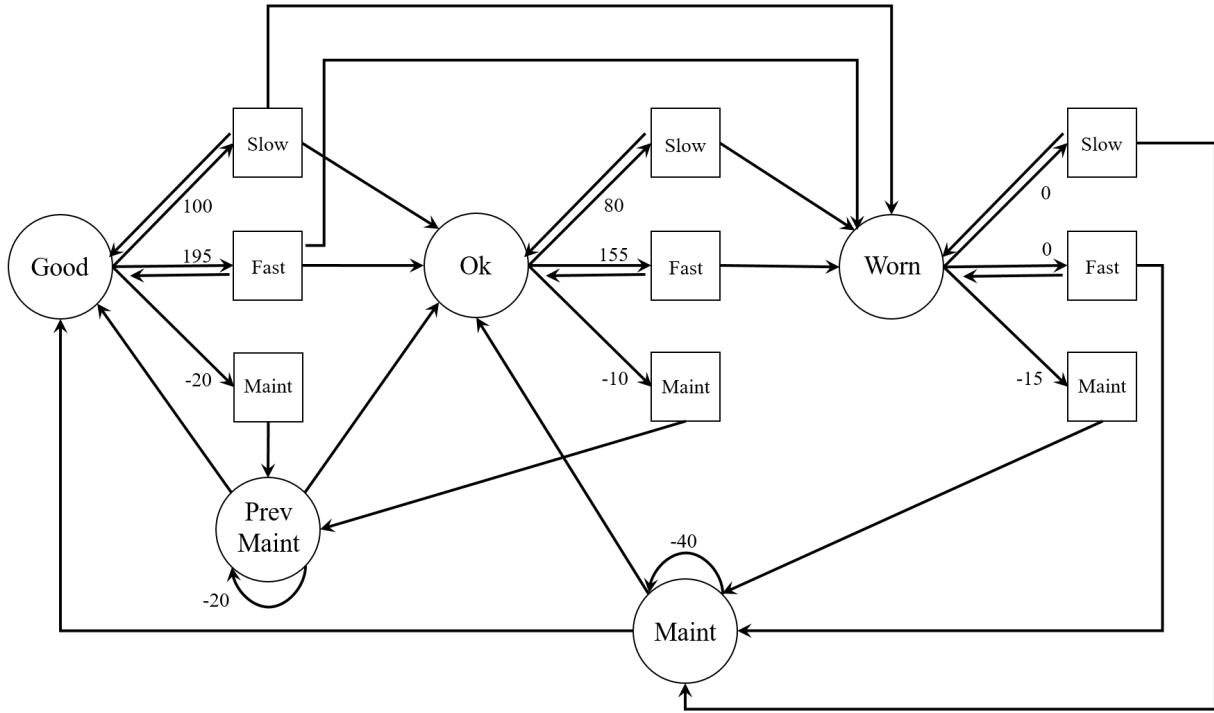 Slow
Slow
Slow
100
80
0
Good
195
Fast
Ok
155
Fast
Worn
0
Fast
-20
Maint
-10
Maint
-15
Maint
Prev
Maint
-20
-40
Maint